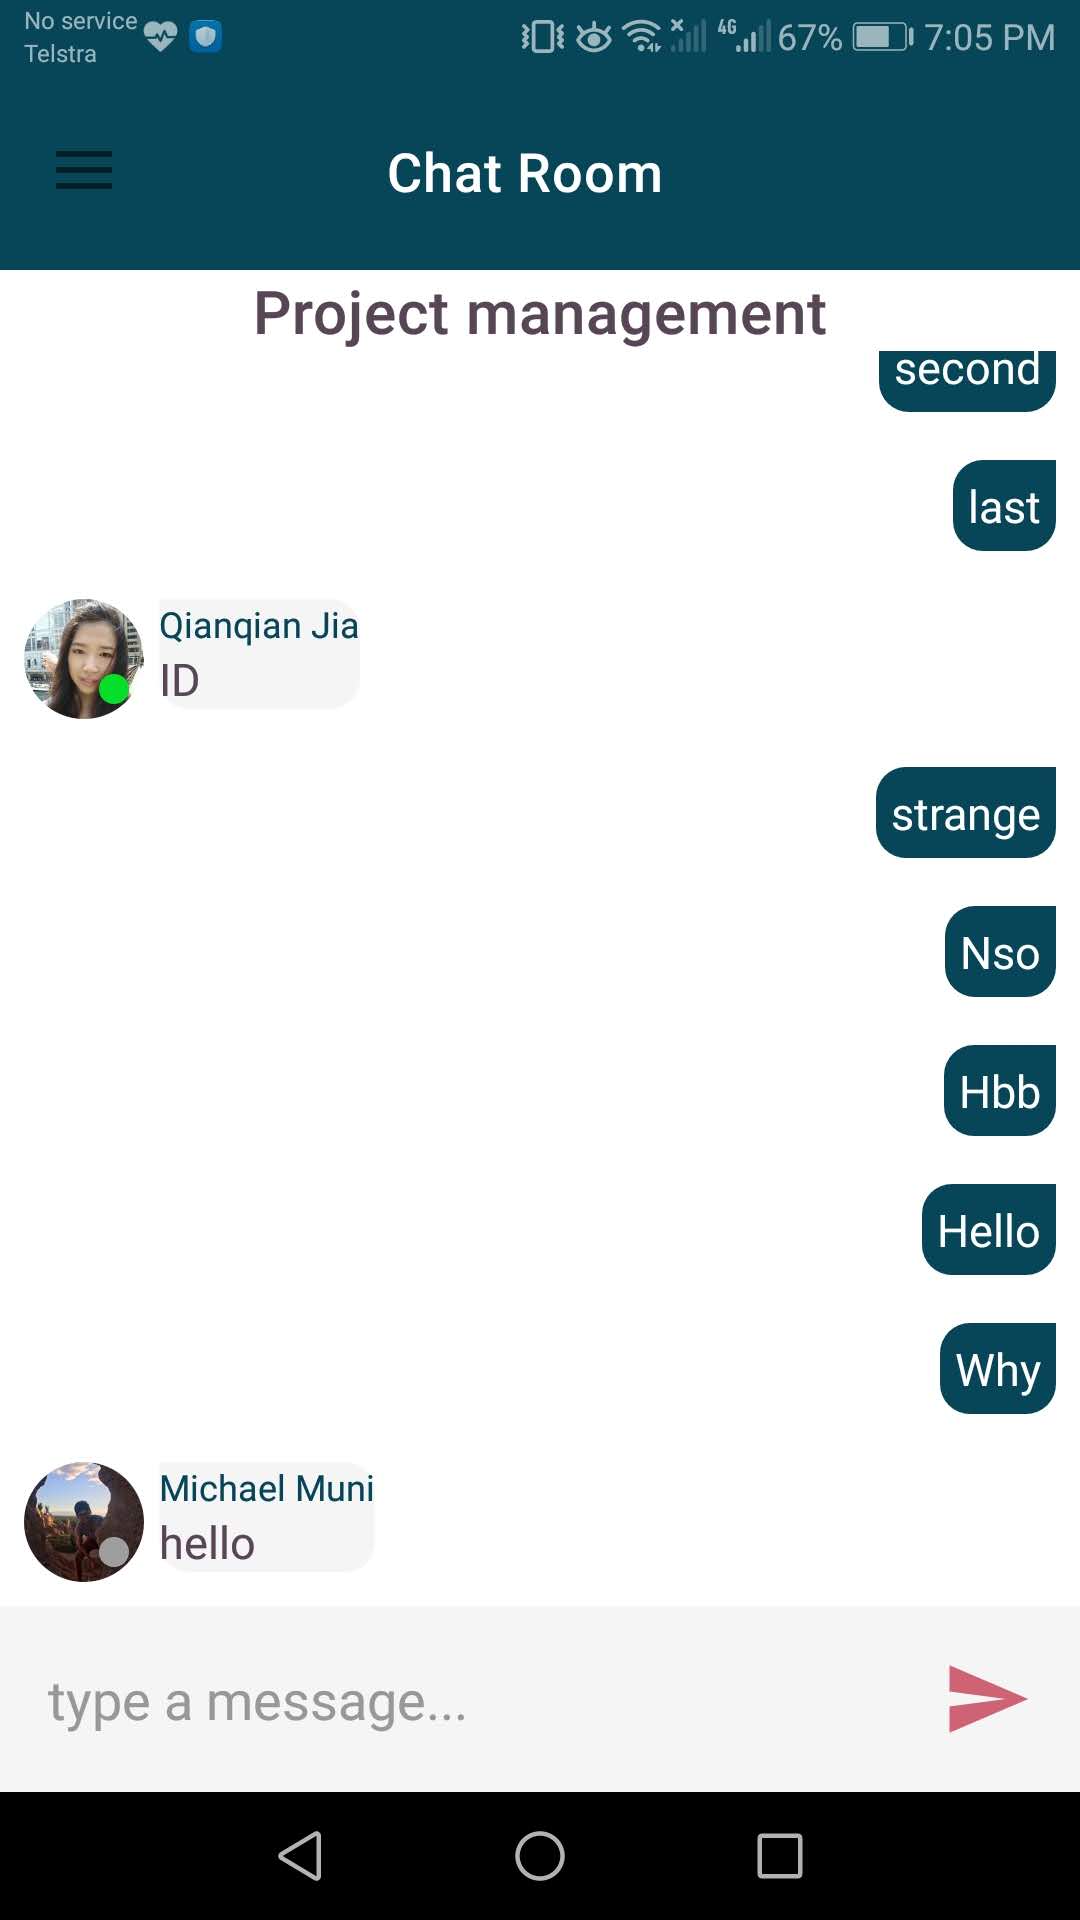 No service
Telstra
4G 67% 7:05 PM
Chat Room
Project management
second
last
Qianqian Jia
ID
strange
Nso
Hbb
Hello
Why
Michael Muni
hello
type a message...